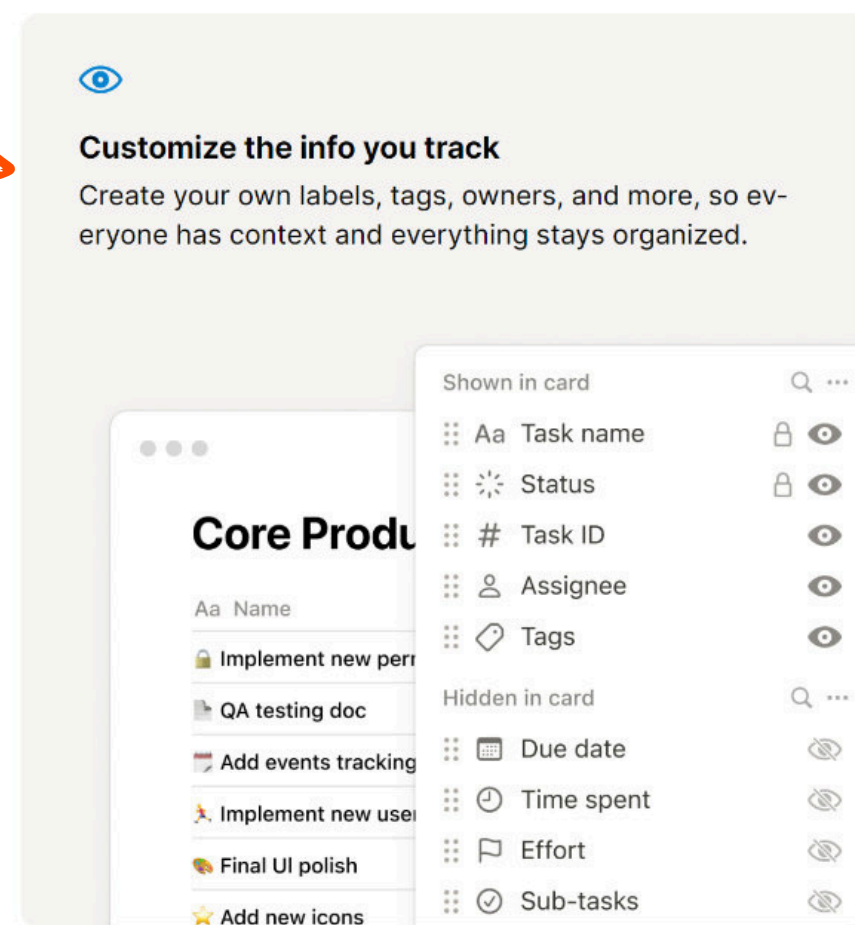 Customize the info you track
Create your own labels, tags, owners, and more, so ev-
eryone has context and everything stays organized.
Core Produ
Aa Name
Implement new perr
QA testing doc
Add events tracking
Implement new user
Final UI polish
Add new icons
Shown in card
Aa Task name
Status
# Task ID
Assignee
Tags
Hidden in card
Due date
Time spent
Effort
Sub-tasks